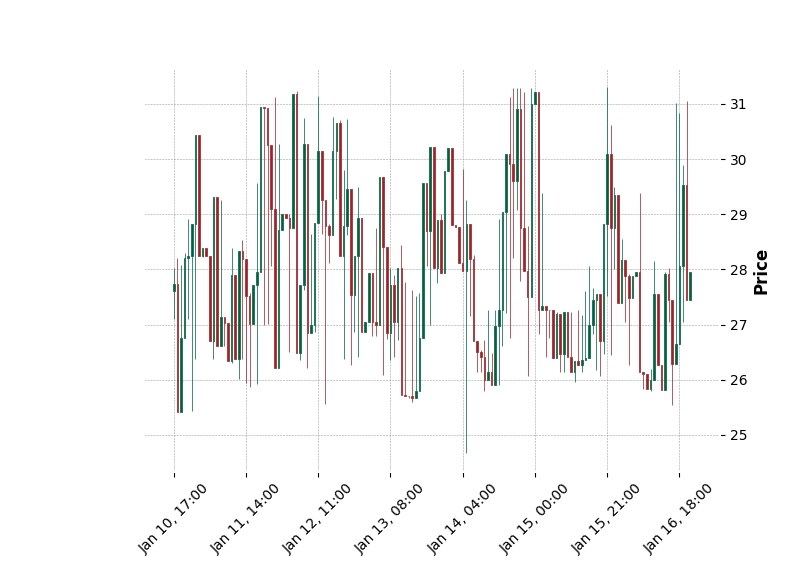 31
30
29
28
27
26
25
Price
Jan 10, 17:00
Jan 11, 14:00
Jan 12, 11:00
Jan 13, 08:00
Jan 14, 04:00
Jan 15, 00:00
Jan 15, 21:00
Jan 16, 18:00